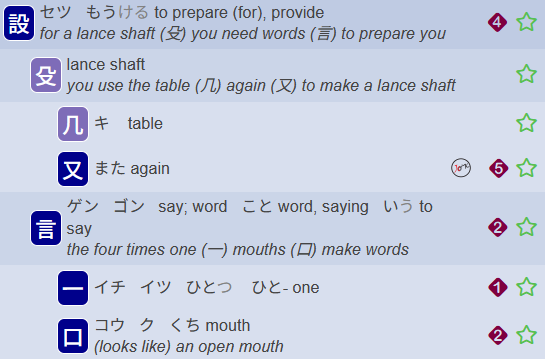 設 セツ もうける to prepare (for), provide 4
for a lance shaft (殳) you need words (言) to prepare you
殳 lance shaft
you use the table (几) again (又) to make a lance shaft
几 キ table
又 また again 5
言 ゲン ゴン say; word こと word, saying いう to 2
say
the four times one (一) mouths (口) make words
一 イチ イツ ひとつ ひと- one 1
口 コウ ク くち mouth 2
(looks like) an open mouth